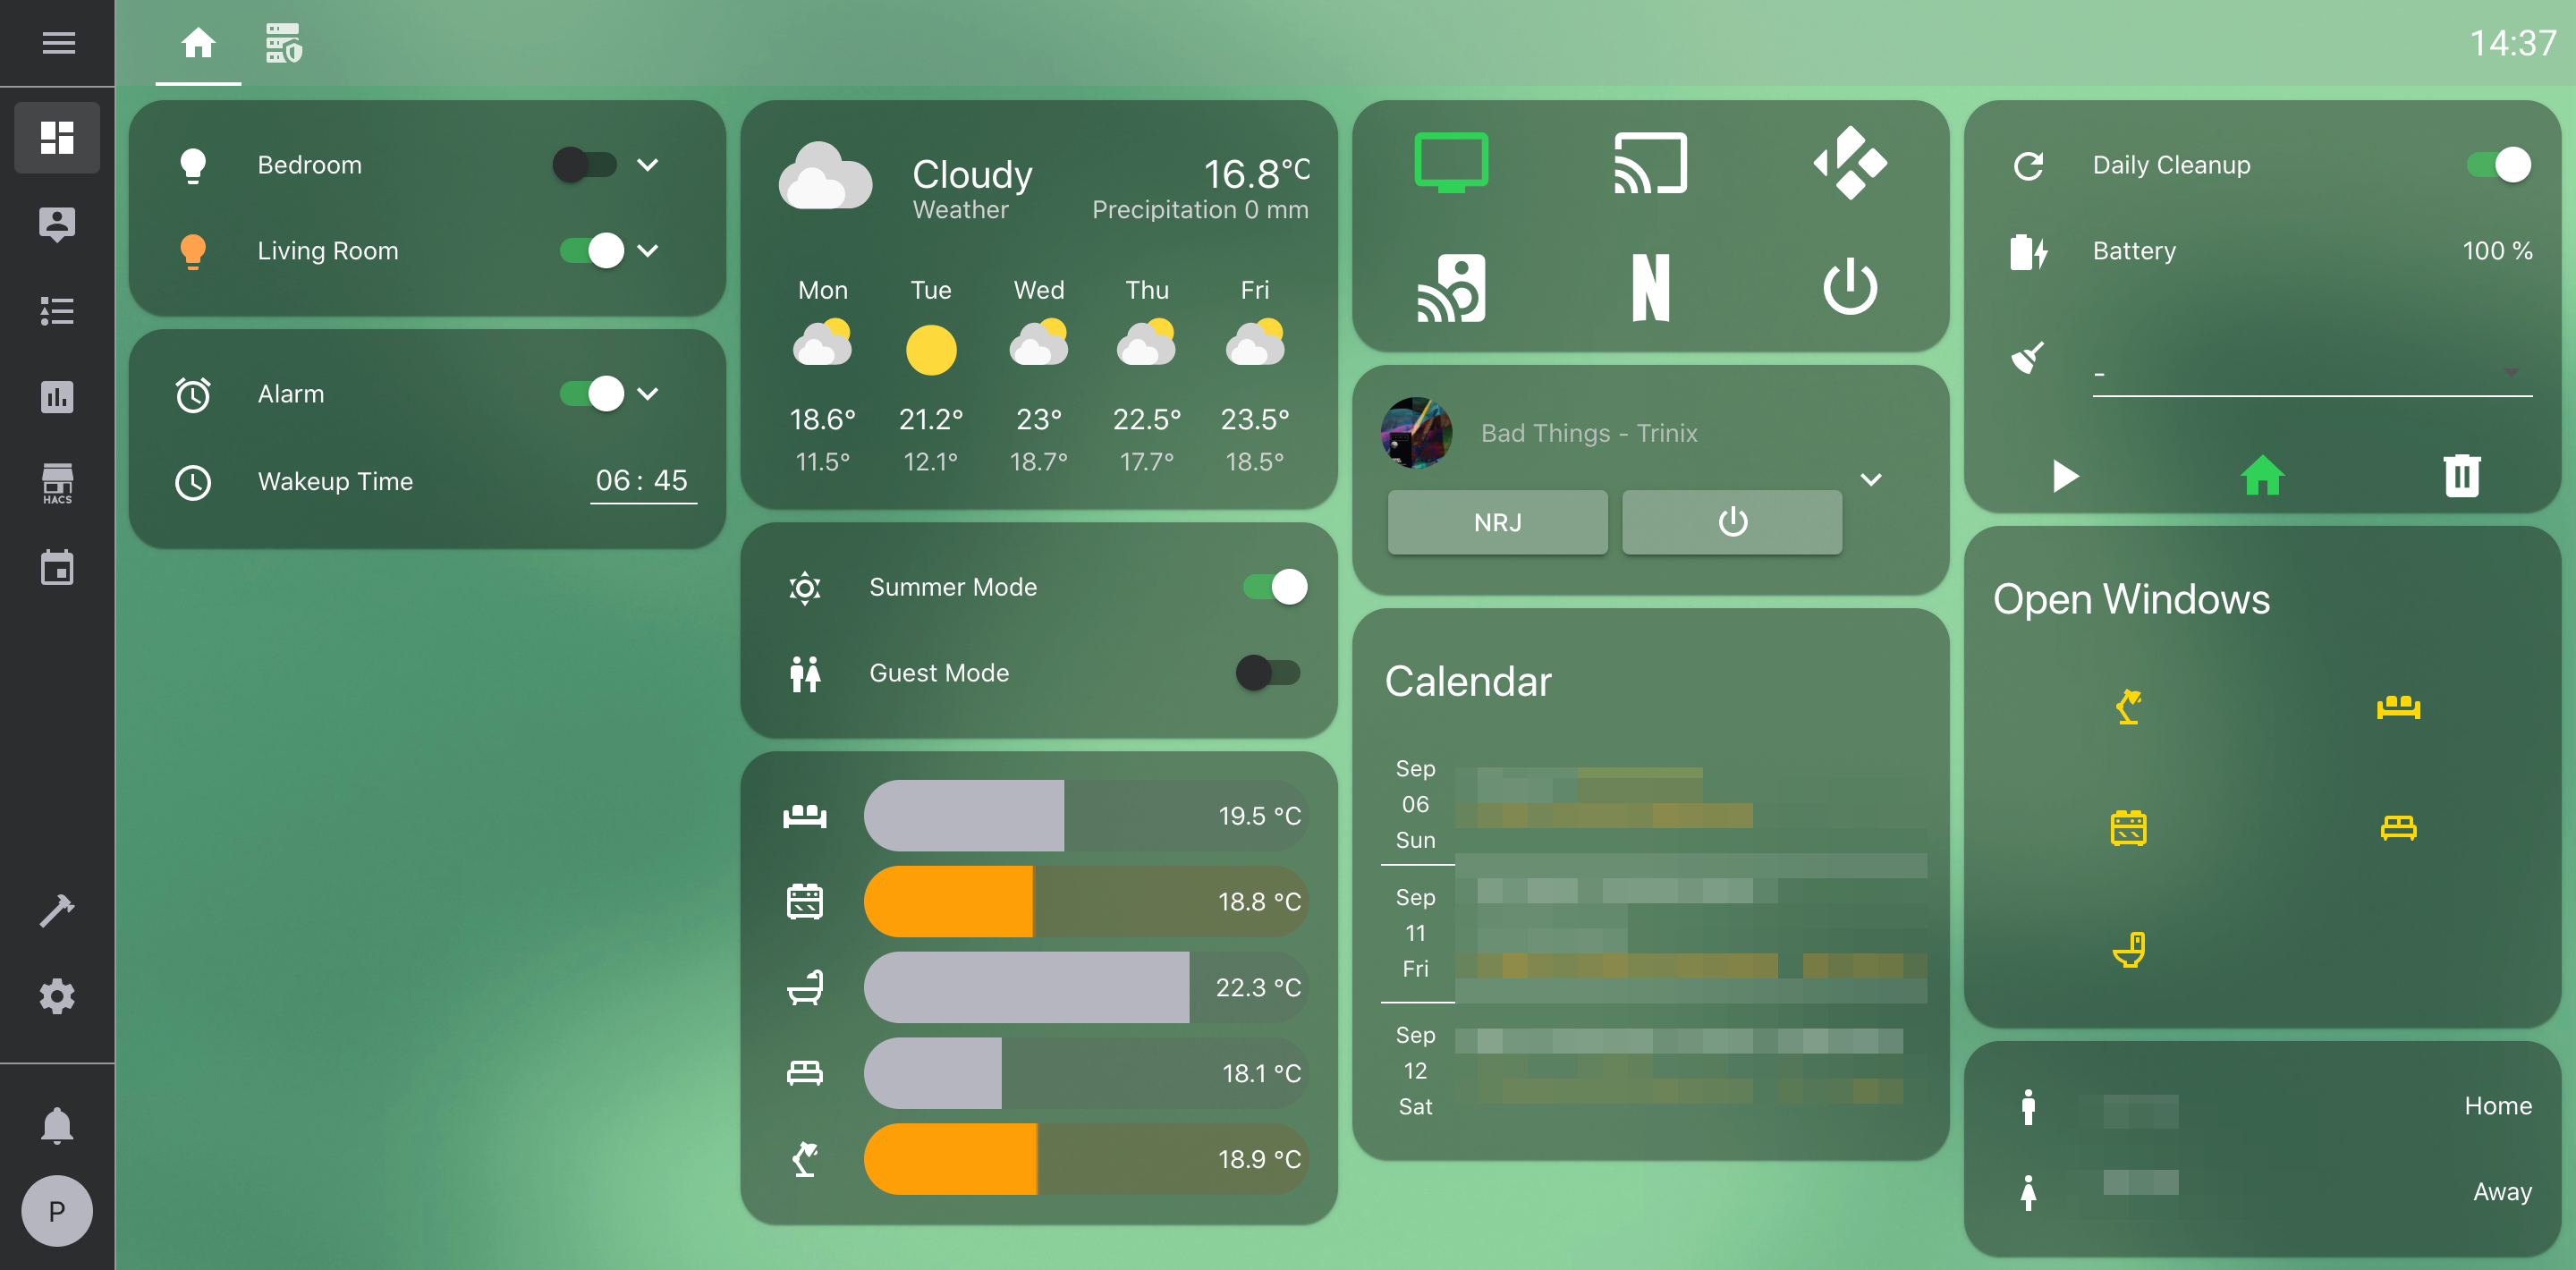 14:37
HACS
P
Bedroom
Living Room
Alarm
Wakeup Time 06 : 45
Cloudy 16.8°C
Weather Precipitation 0 mm
Mon Tue Wed Thu Fri
18.6° 21.2° 23° 22.5° 23.5°
11.5° 12.1° 18.7° 17.7° 18.5°
Summer Mode
Guest Mode
19.5 °C
18.8 °C
22.3 °C
18.1 °C
18.9 °C
N
Bad Things - Trinix
NRJ
Calendar
Sep
06
Sun
Sep
11
Fri
Sep
12
Sat
Daily Cleanup
Battery 100 %
-
Open Windows
Home
Away